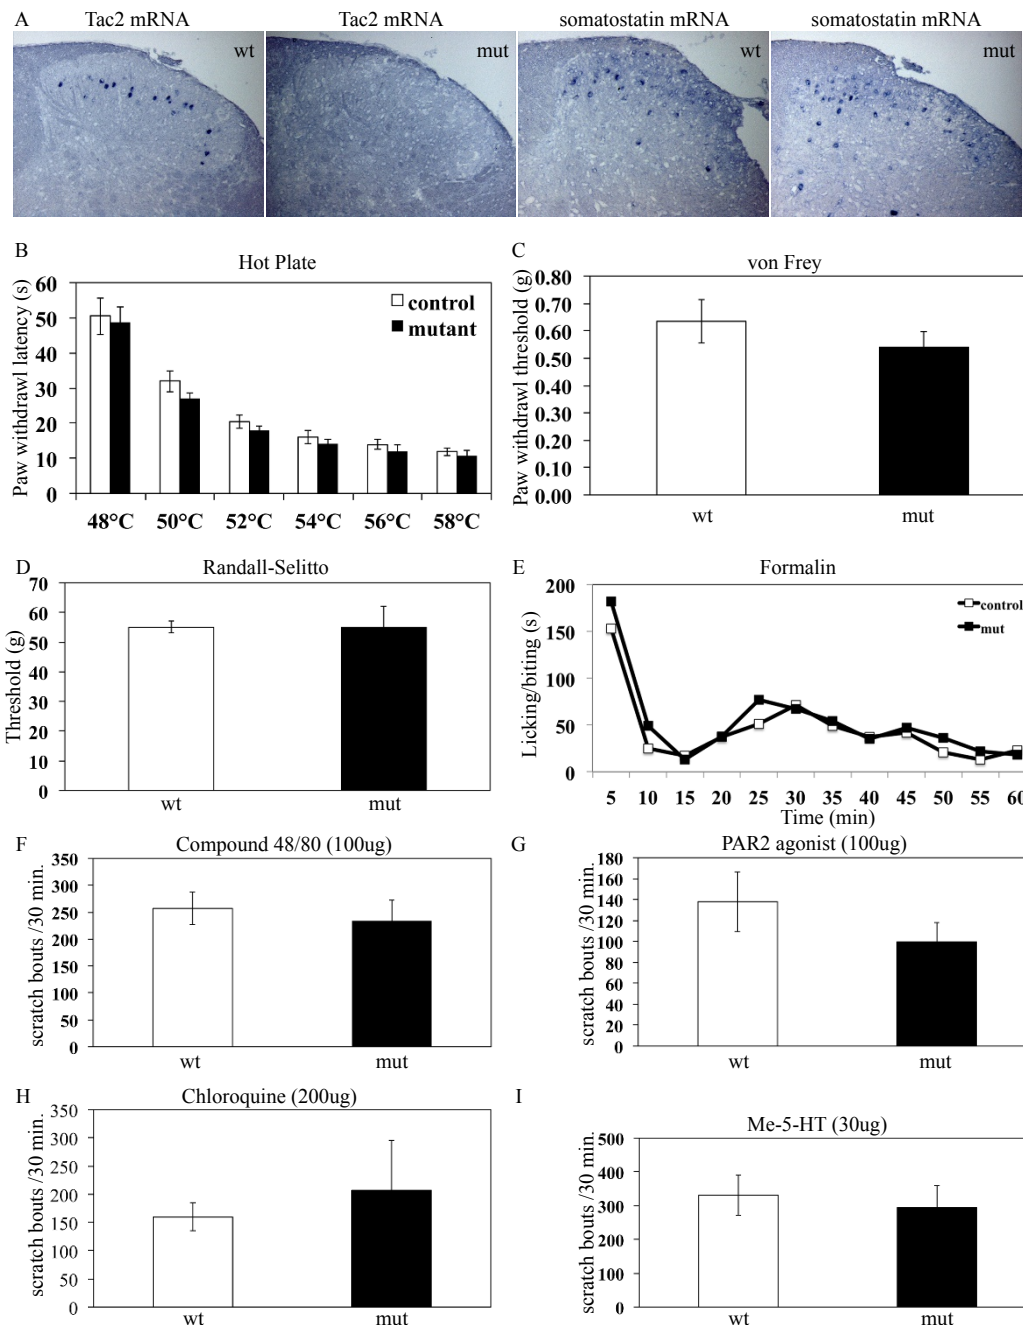 A
Tac2 mRNA
Tac2 mRNA
somatostatin mRNA
somatostatin mRNA
wt
mut
wt
mut
B
Hot Plate
Paw withdrawl latency (s)
60
50
40
30
20
10
0
control
mutant
48°C 50°C 52°C 54°C 56°C 58°C
C
von Frey
Paw withdrawl threshold (g)
0.80
0.70
0.60
0.50
0.40
0.30
0.20
0.10
0.00
wt mut
D
Randall-Selitto
Threshold (g)
70
60
50
40
30
20
10
0
wt mut
E
Formalin
Licking/biting (s)
200
150
100
50
0
control
mut
5 10 15 20 25 30 35 40 45 50 55 60
Time (min)
F
Compound 48/80 (100ug)
scratch bouts /30 min.
350
300
250
200
150
100
50
0
wt mut
G
PAR2 agonist (100ug)
scratch bouts /30 min.
180
160
140
120
100
80
60
40
20
0
wt mut
H
Chloroquine (200ug)
scratch bouts /30 min.
350
300
250
200
150
100
50
0
wt mut
I
Me-5-HT (30ug)
scratch bouts /30 min.
500
400
300
200
100
0
wt mut